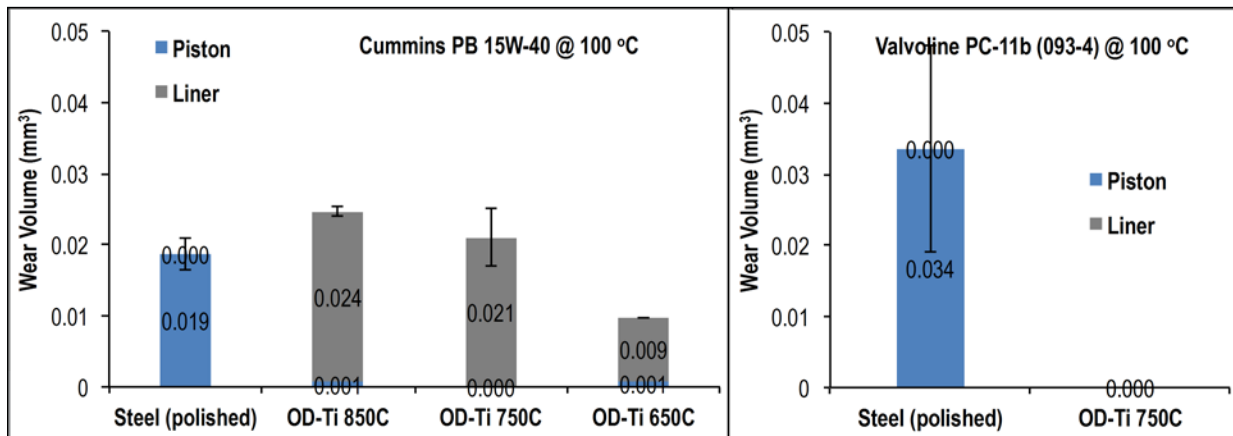 Cummins PB 15W-40 @ 100 °C
Piston
Liner
Wear Volume (mm³)
0.05
0.04
0.03
0.02
0.01
0
0.000
0.019
0.024
0.001
0.021
0.000
0.009
0.001
Steel (polished) OD-Ti 850C OD-Ti 750C OD-Ti 650C
Valvoline PC-11b (093-4) @ 100 °C
Piston
Liner
Wear Volume (mm³)
0.05
0.04
0.03
0.02
0.01
0
0.000
0.034
0.000
Steel (polished) OD-Ti 750C